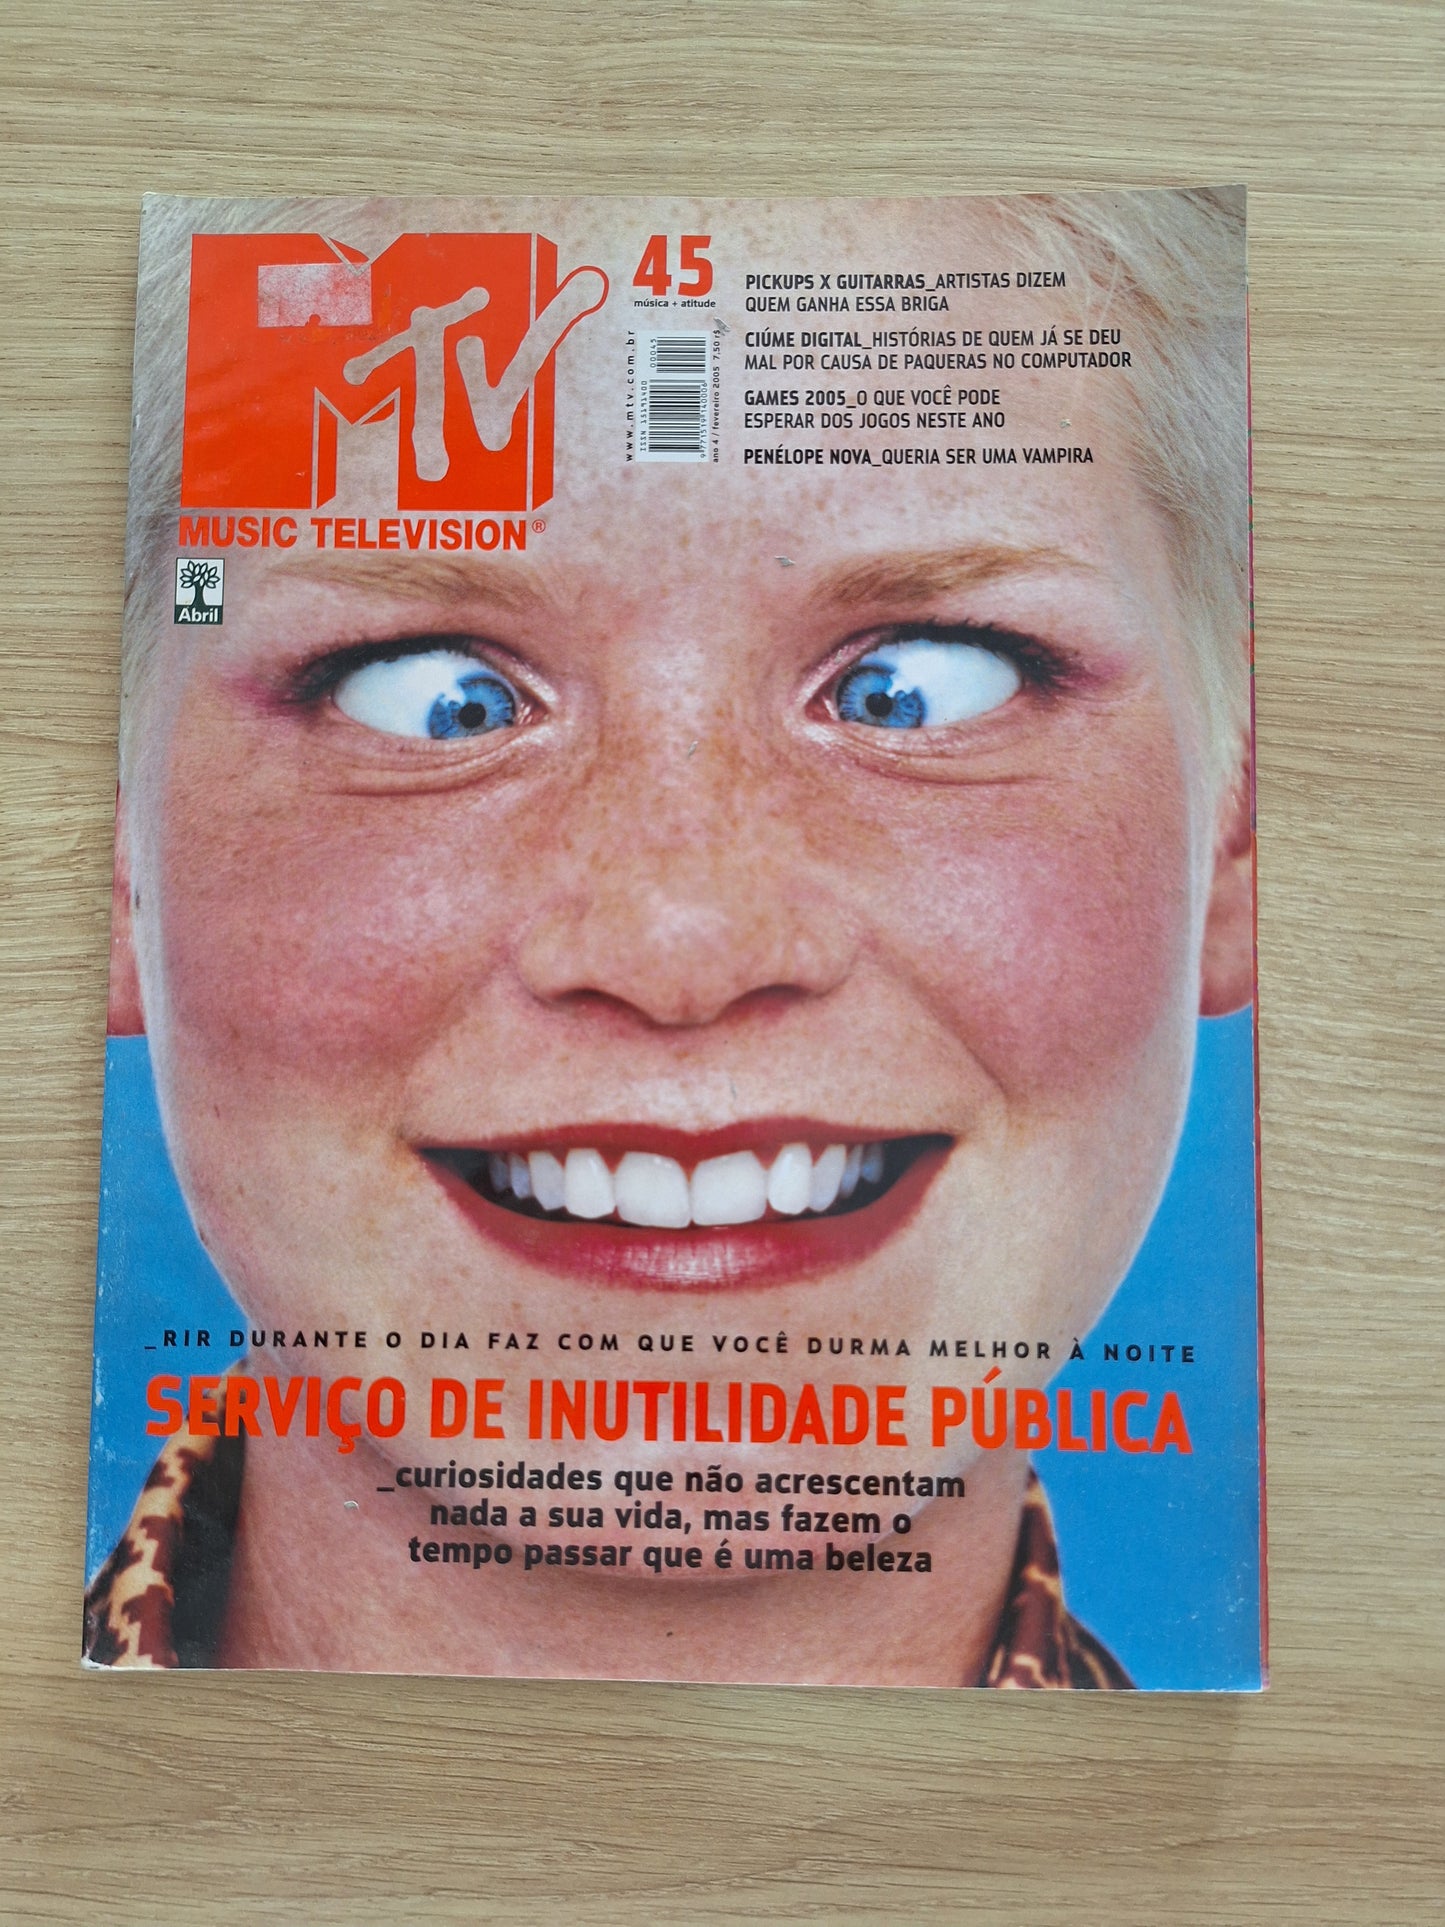 MTV
MUSIC TELEVISION®
Abril
45
música + atitude
www.mtv.com.br
ISSN 15191400
00045
9771519140006
ano 4 / fevereiro 2005 7,50 r$
PICKUPS X GUITARRAS_ARTISTAS DIZEM
QUEM GANHA ESSA BRIGA
CIÚME DIGITAL_HISTÓRIAS DE QUEM JÁ SE DEU
MAL POR CAUSA DE PAQUERAS NO COMPUTADOR
GAMES 2005_O QUE VOCÊ PODE
ESPERAR DOS JOGOS NESTE ANO
PENÉLOPE NOVA_QUERIA SER UMA VAMPIRA
_RIR DURANTE O DIA FAZ COM QUE VOCÊ DURMA MELHOR À NOITE
SERVIÇO DE INUTILIDADE PÚBLICA
_curiosidades que não acrescentam
nada a sua vida, mas fazem o
tempo passar que é uma beleza